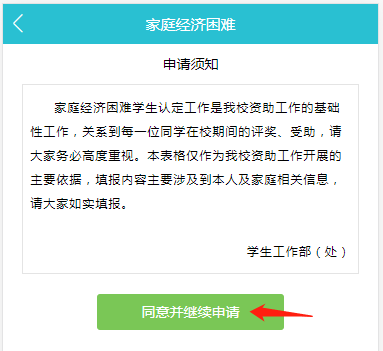 家庭经济困难
申请须知
家庭经济困难学生认定工作是我校资助工作的基础
性工作，关系到每一位同学在校期间的评奖、受助，请
大家务必高度重视。本表格仅作为我校资助工作开展的
主要依据，填报内容主要涉及到本人及家庭相关信息，
请大家如实填报。
学生工作部（处）
同意并继续申请